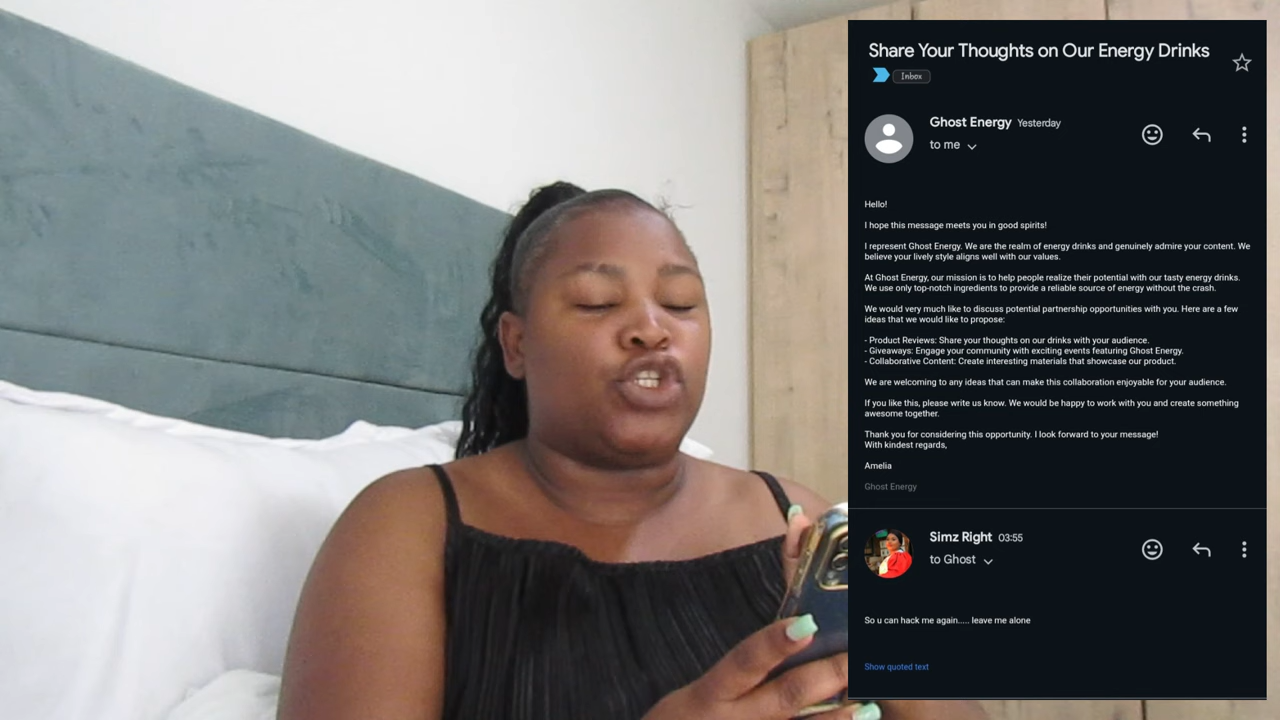 Share Your Thoughts on Our Energy Drinks
Inbox
Ghost Energy Yesterday
to me
Hello!
I hope this message meets you in good spirits!
I represent Ghost Energy. We are the realm of energy drinks and genuinely admire your content. We
believe your lively style aligns well with our values.
At Ghost Energy, our mission is to help people realize their potential with our tasty energy drinks.
We use only top-notch ingredients to provide a reliable source of energy without the crash.
We would very much like to discuss potential partnership opportunities with you. Here are a few
ideas that we would like to propose:
- Product Reviews: Share your thoughts on our drinks with your audience.
- Giveaways: Engage your community with exciting events featuring Ghost Energy.
- Collaborative Content: Create interesting materials that showcase our product.
We are welcoming to any ideas that can make this collaboration enjoyable for your audience.
If you like this, please write us know. We would be happy to work with you and create something
awesome together.
Thank you for considering this opportunity. I look forward to your message!
With kindest regards,
Amelia
Ghost Energy
Simz Right 03:55
to Ghost
So u can hack me again..... leave me alone
Show quoted text